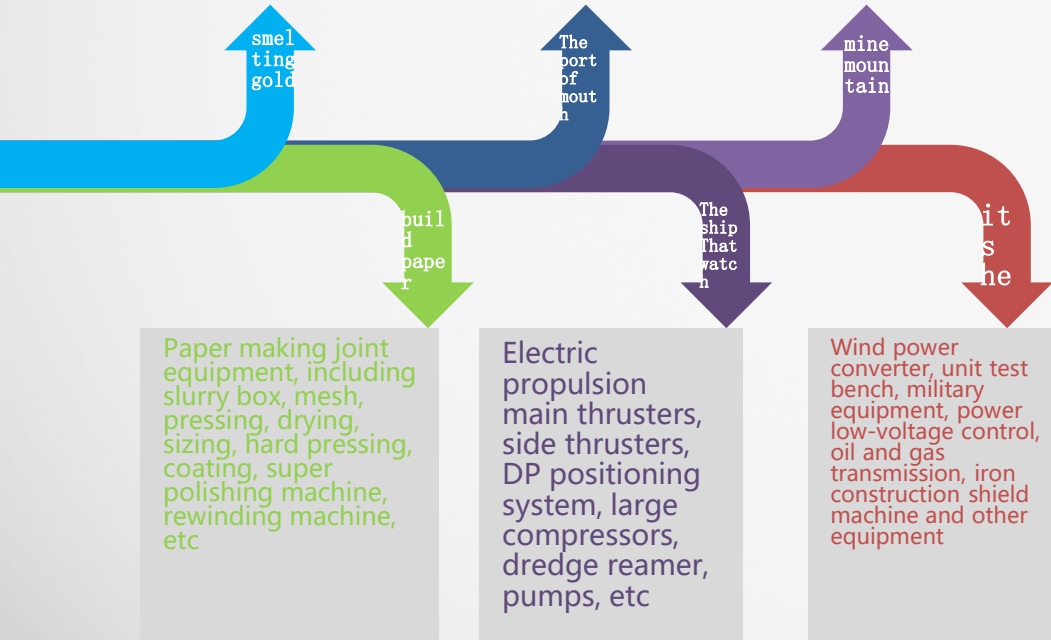 smel
ting
gold
The
port
of
mout
h
mine
moun
tain
buil
d
pape
r
The
ship
That
watc
h
it
s
he
Paper making joint
equipment, including
slurry box, mesh,
pressing, drying,
sizing, hard pressing,
coating, super
polishing machine,
rewinding machine,
etc
Electric
propulsion
main thrusters,
side thrusters,
DP positioning
system, large
compressors,
dredge reamer,
pumps, etc
Wind power
converter, unit test
bench, military
equipment, power
low-voltage control,
oil and gas
transmission, iron
construction shield
machine and other
equipment